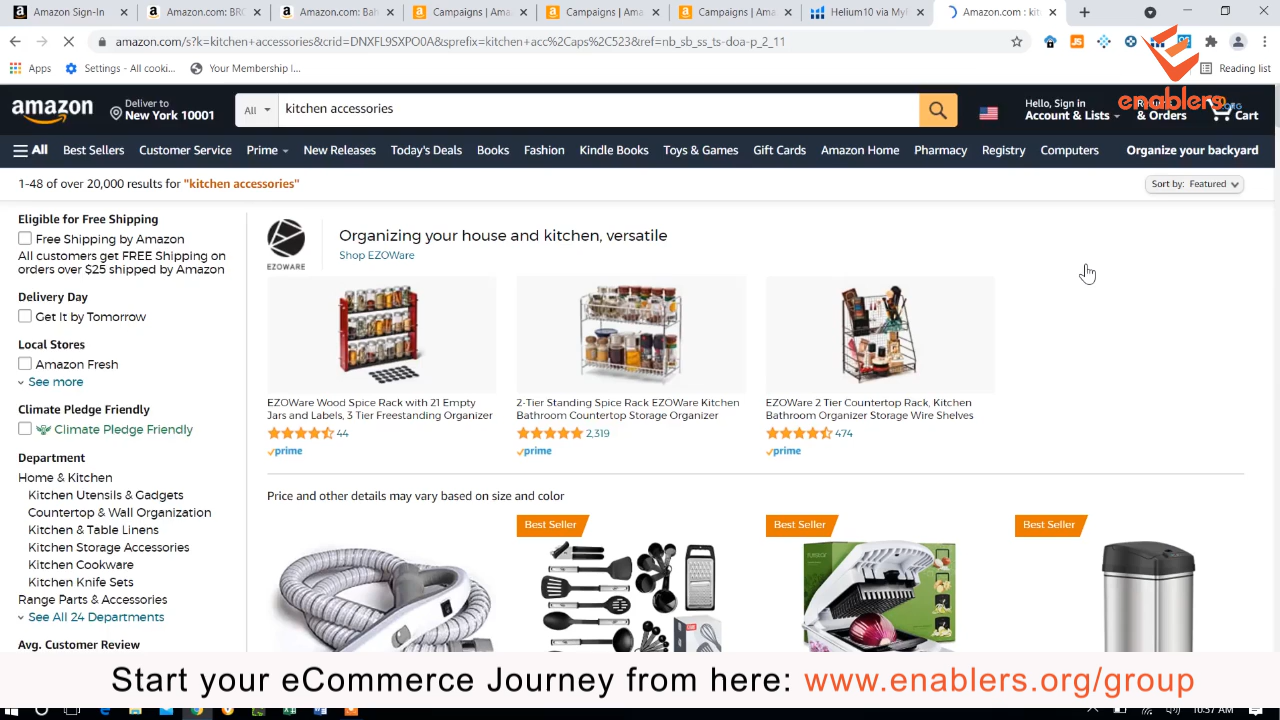 Amazon Sign-In
Amazon.com: BRO
Amazon.com: Bah
Campaigns | Ama
Campaigns | Ama
Campaigns | Ama
Helium10 via MyP
Amazon.com : kit
amazon.com/s?k=kitchen+accessories&crid=DNXFL9SXPO0A&sprefix=kitchen+acc%2Caps%2C523&ref=nb_sb_ss_ts-doa-p_2_11
Apps
Settings - All cooki...
Your Membership I...
Reading list
enablers
.ORG
amazon
Deliver to
New York 10001
All
kitchen accessories
Hello, Sign in
Account & Lists
& Orders
Cart
All
Best Sellers
Customer Service
Prime
New Releases
Today's Deals
Books
Fashion
Kindle Books
Toys & Games
Gift Cards
Amazon Home
Pharmacy
Registry
Computers
Organize your backyard
1-48 of over 20,000 results for "kitchen accessories"
Sort by: Featured
Eligible for Free Shipping
Free Shipping by Amazon
All customers get FREE Shipping on
orders over $25 shipped by Amazon
Delivery Day
Get It by Tomorrow
Local Stores
Amazon Fresh
See more
Climate Pledge Friendly
Climate Pledge Friendly
Department
Home & Kitchen
Kitchen Utensils & Gadgets
Countertop & Wall Organization
Kitchen & Table Linens
Kitchen Storage Accessories
Kitchen Cookware
Kitchen Knife Sets
Range Parts & Accessories
See All 24 Departments
Avg. Customer Review
EZOWARE
Organizing your house and kitchen, versatile
Shop EZOWare
EZOWare Wood Spice Rack with 21 Empty
Jars and Labels, 3 Tier Freestanding Organizer
44
prime
2-Tier Standing Spice Rack EZOWare Kitchen
Bathroom Countertop Storage Organizer
2,319
prime
EZOWare 2 Tier Countertop Rack, Kitchen
Bathroom Organizer Storage Wire Shelves
474
prime
Price and other details may vary based on size and color
Best Seller
Best Seller
Best Seller
Start your eCommerce Journey from here: www.enablers.org/group